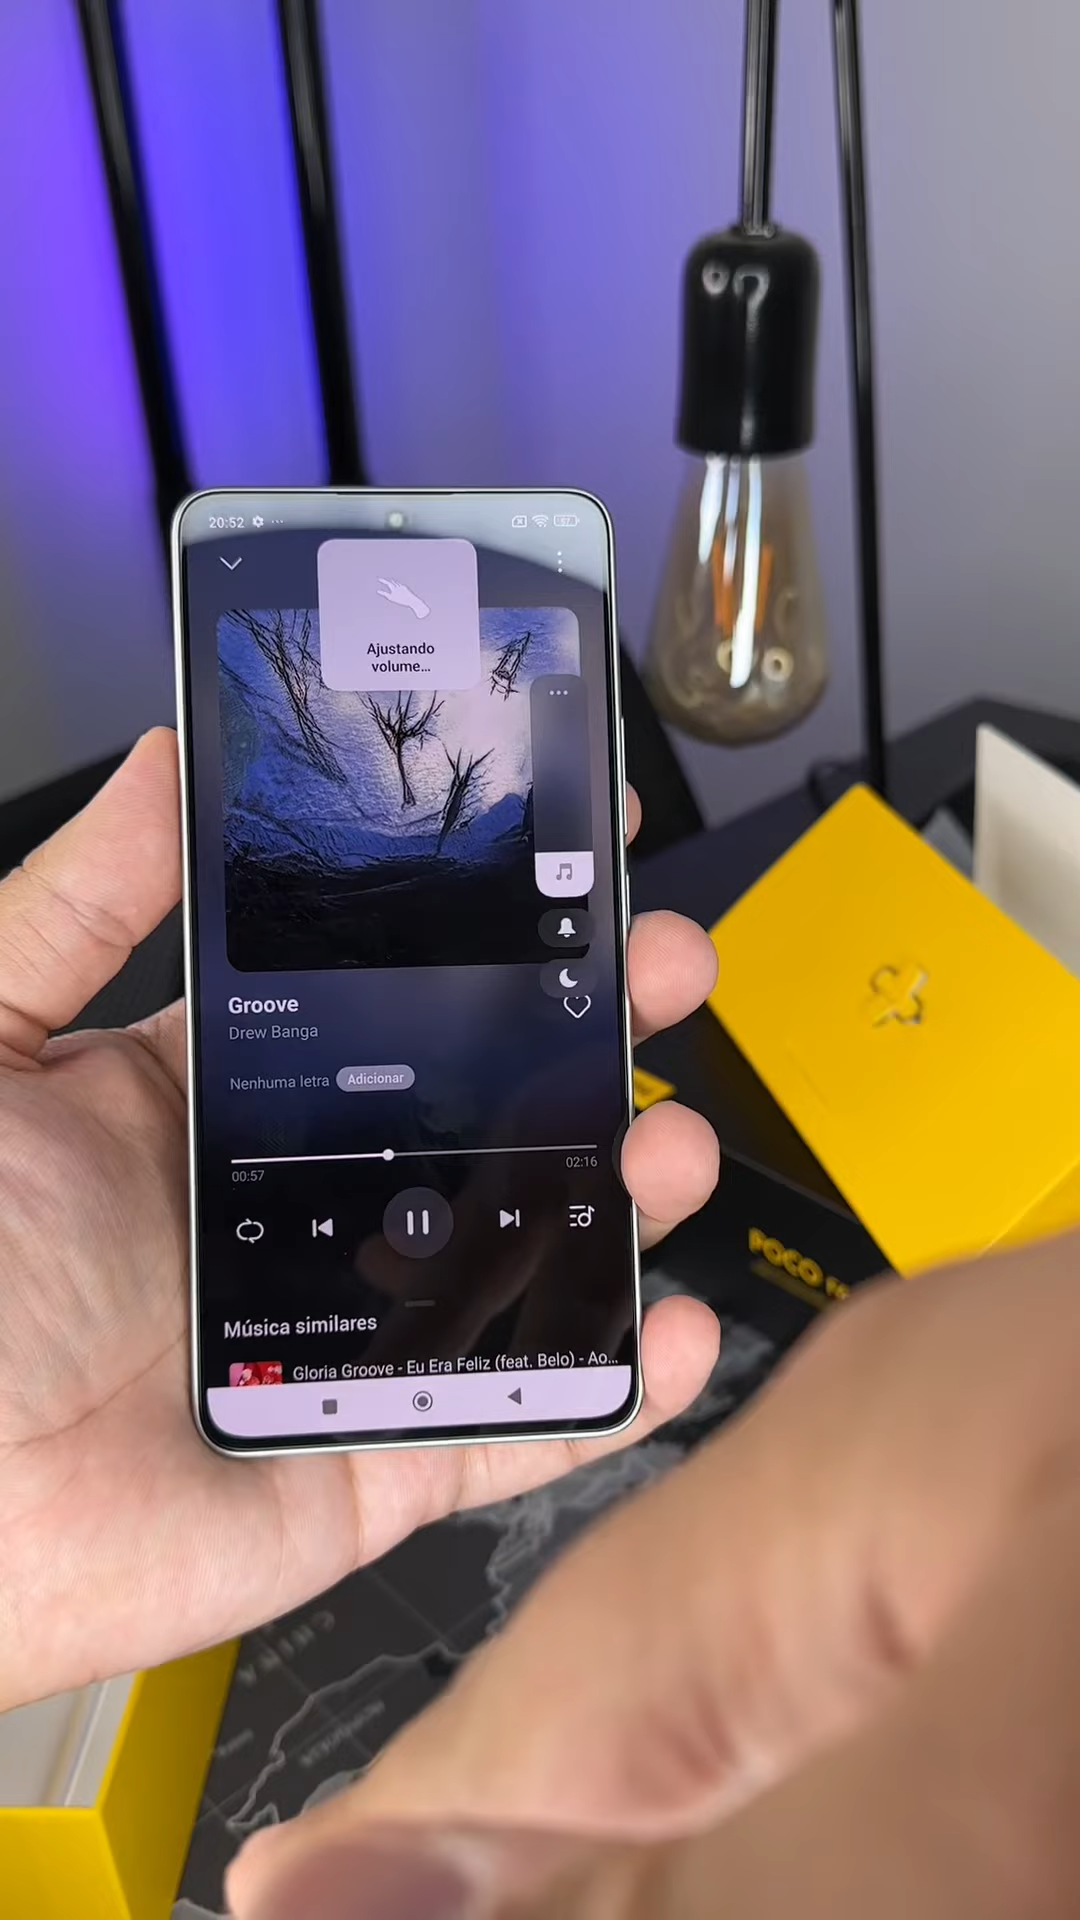 20:52
67
Ajustando
volume...
Groove
Drew Banga
Nenhuma letra Adicionar
00:57 02:16
Música similares
Gloria Groove - Eu Era Feliz (feat. Belo) - Ao...
POCO